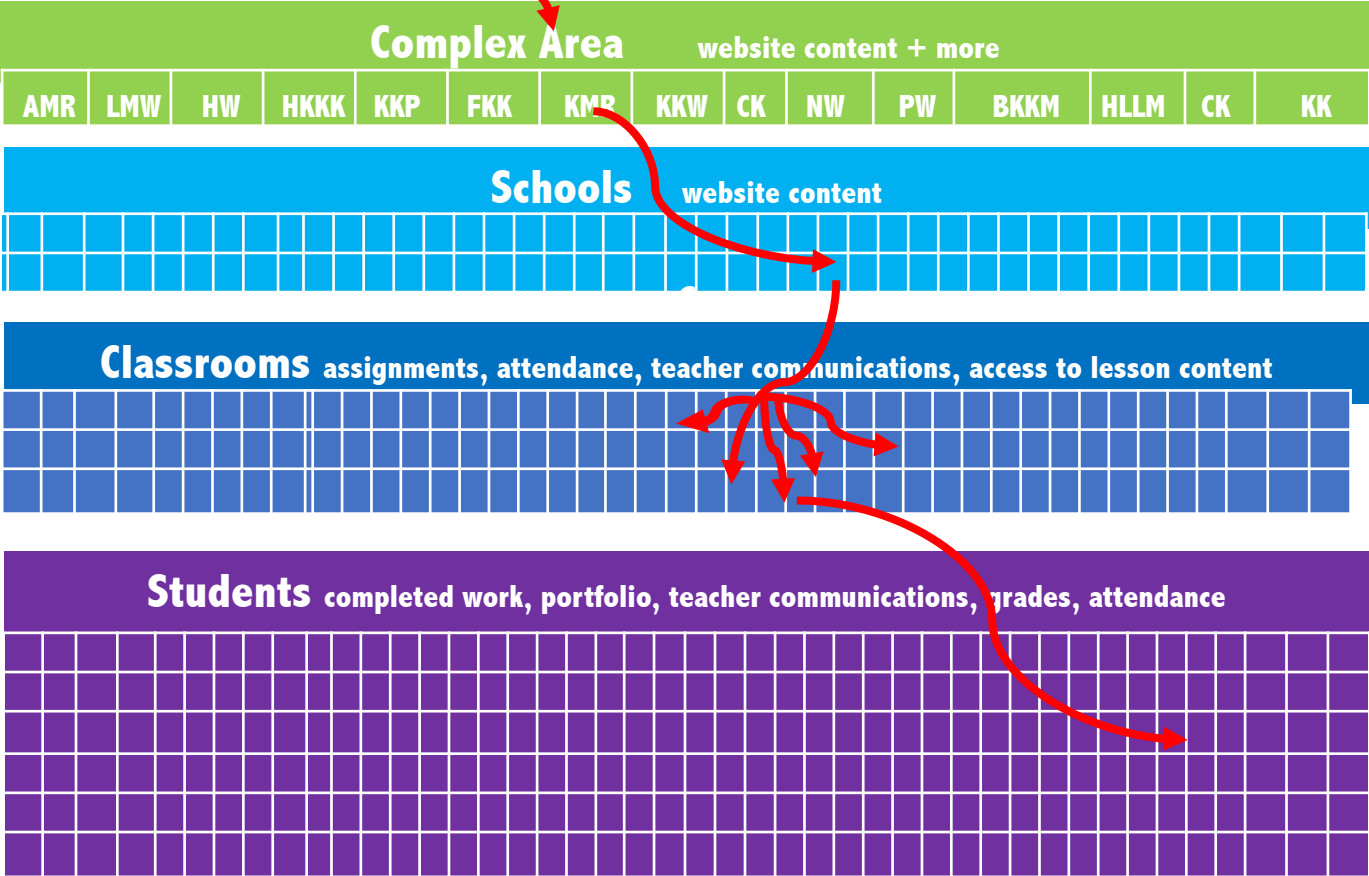 Complex Area website content + more
AMR LMW HW HKKK KKP FKK KMR KKW CK NW PW BKKM HLLM CK KK
Schools website content
Classrooms assignments, attendance, teacher communications, access to lesson content
Students completed work, portfolio, teacher communications, grades, attendance